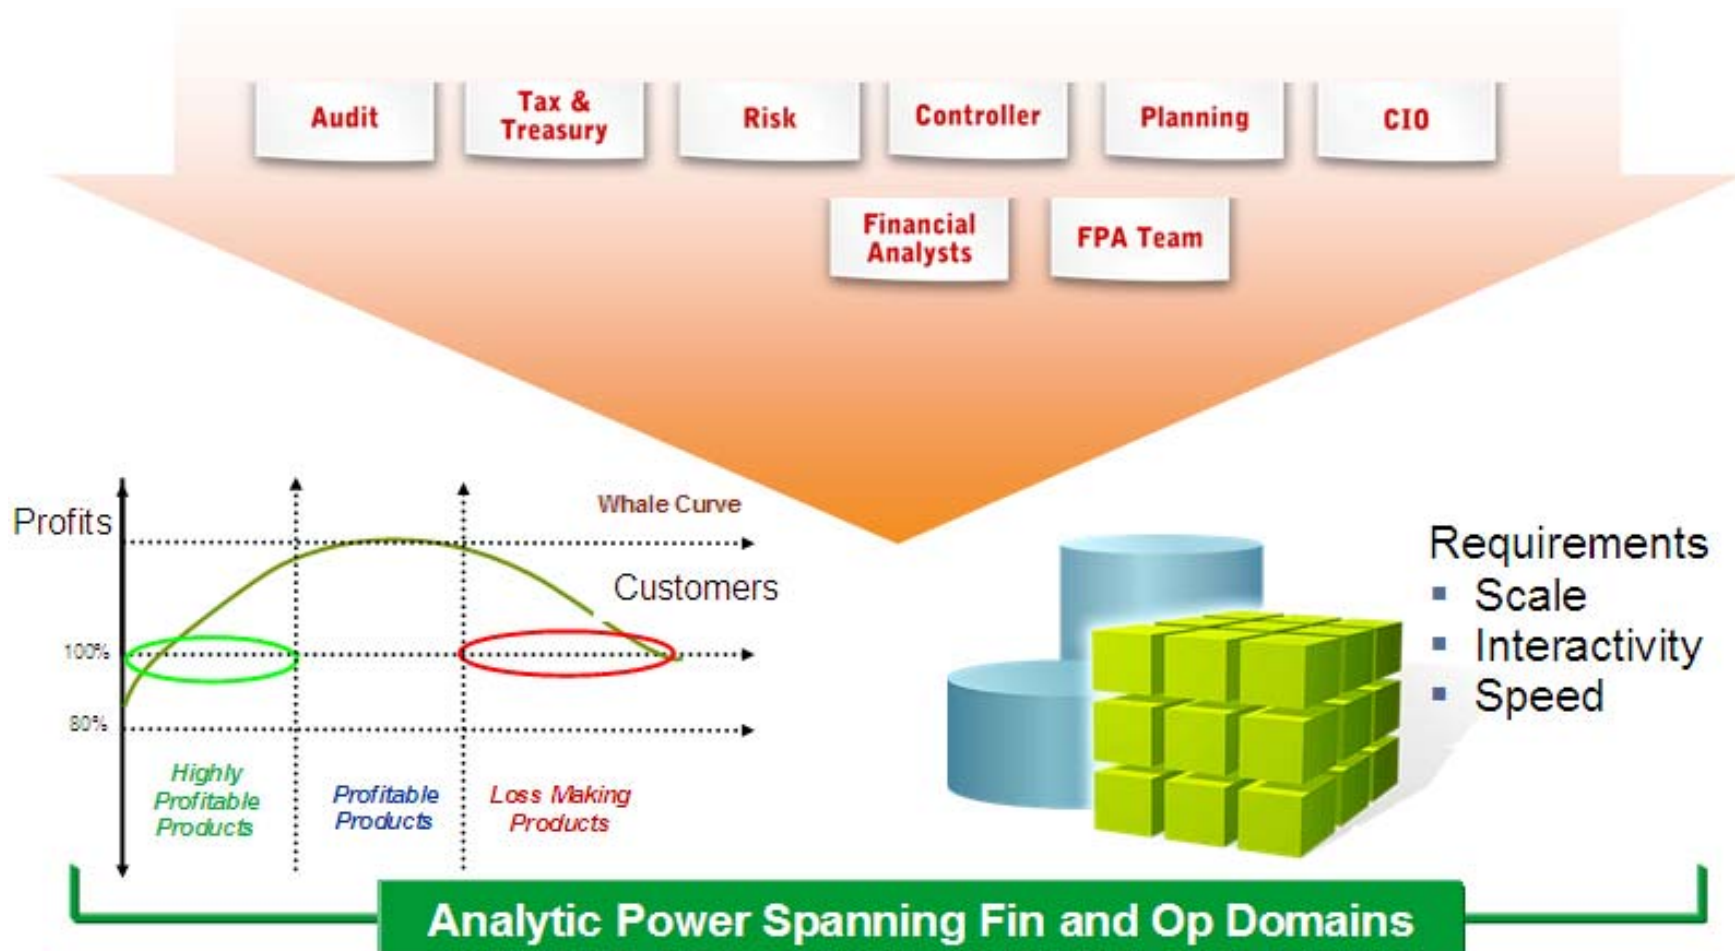 Audit
Tax &
Treasury
Risk
Controller
Planning
CIO
Financial
Analysts
FPA Team
Whale Curve
Profits
Customers
100%
80%
Highly
Profitable
Products
Profitable
Products
Loss Making
Products
Requirements
▪ Scale
▪ Interactivity
▪ Speed
Analytic Power Spanning Fin and Op Domains